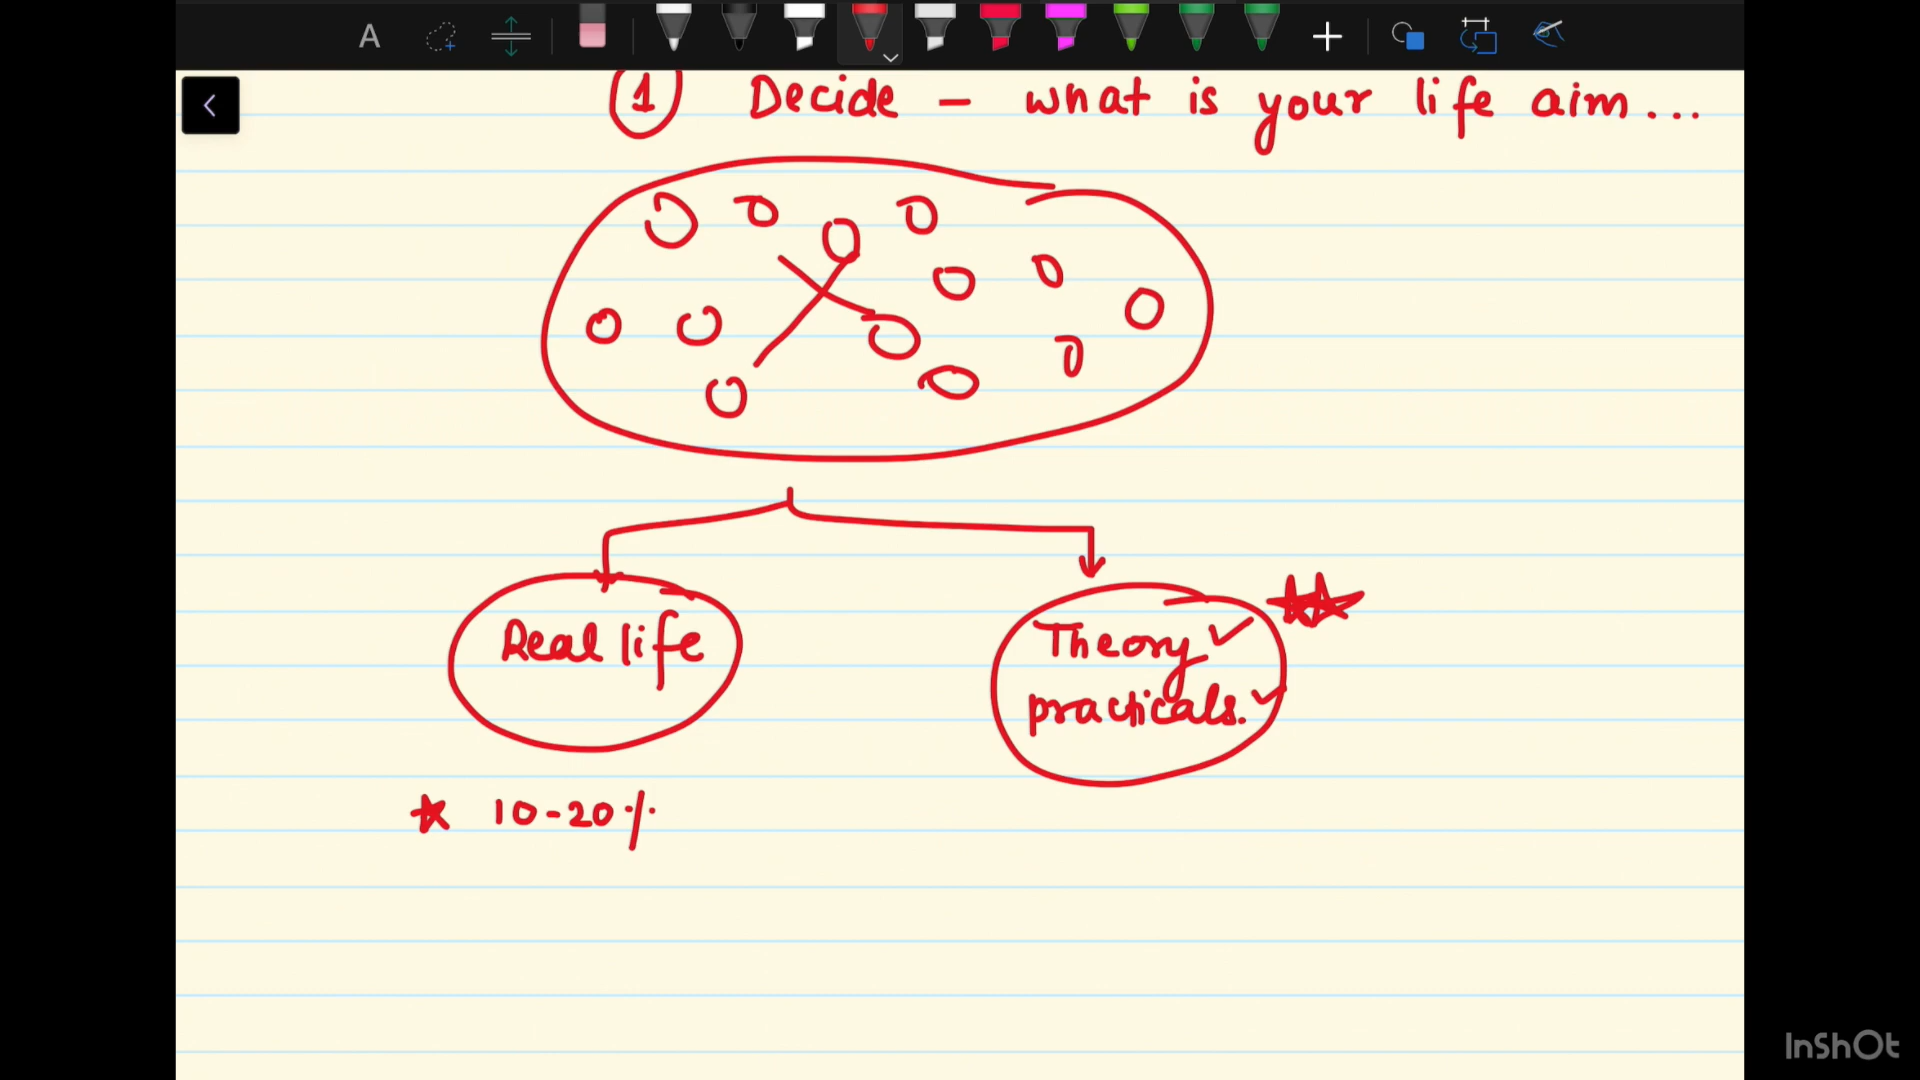 A
① Decide - what is your life aim...
Real life
Theory ✓
practicals. ✓
★ 10-20%
InShOt